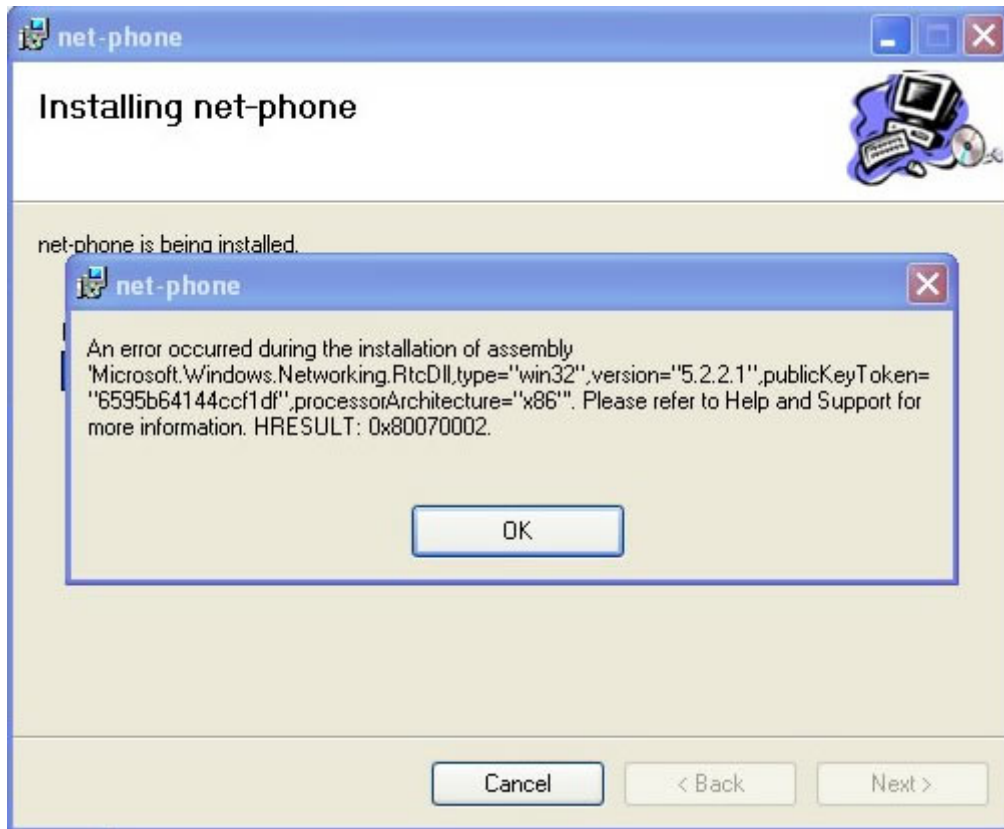 net-phone
Installing net-phone
net-phone is being installed.
net-phone
An error occurred during the installation of assembly
'Microsoft.Windows.Networking.RtcDll,type="win32",version="5.2.2.1",publicKeyToken=
"6595b64144ccf1df",processorArchitecture="x86"'. Please refer to Help and Support for
more information. HRESULT: 0x80070002.
OK
Cancel
< Back
Next >